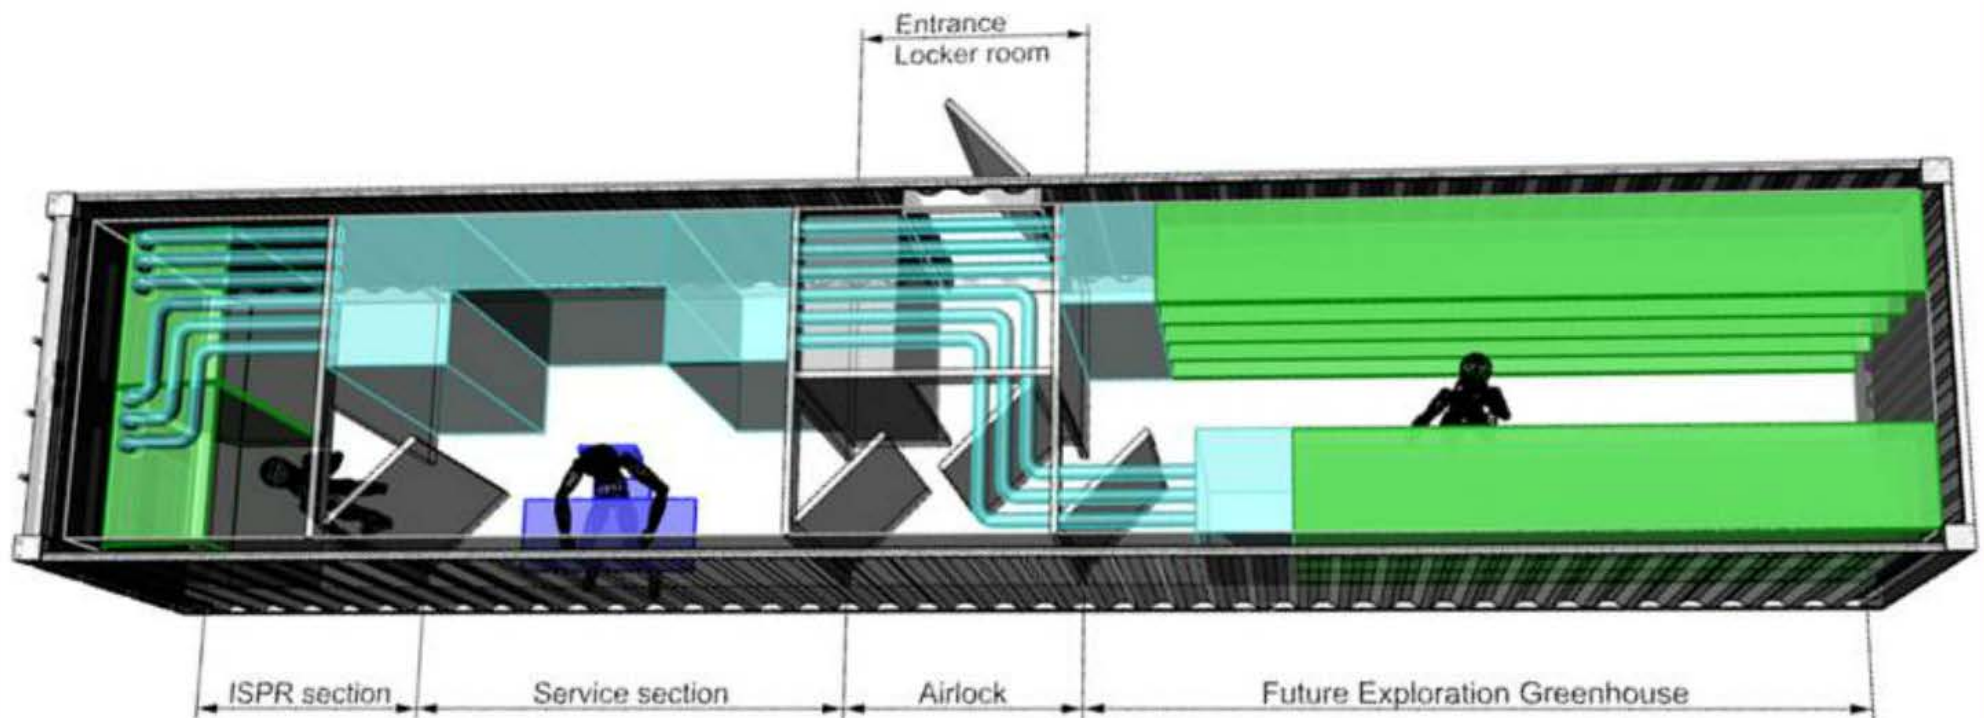 Entrance
Locker room
ISPR section
Service section
Airlock
Future Exploration Greenhouse